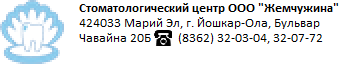 Стоматологический центр ООО "Жемчужина"
424033 Марий Эл, г. Йошкар-Ола, Бульвар
Чавайна 20Б ☎ (8362) 32-03-04, 32-07-72